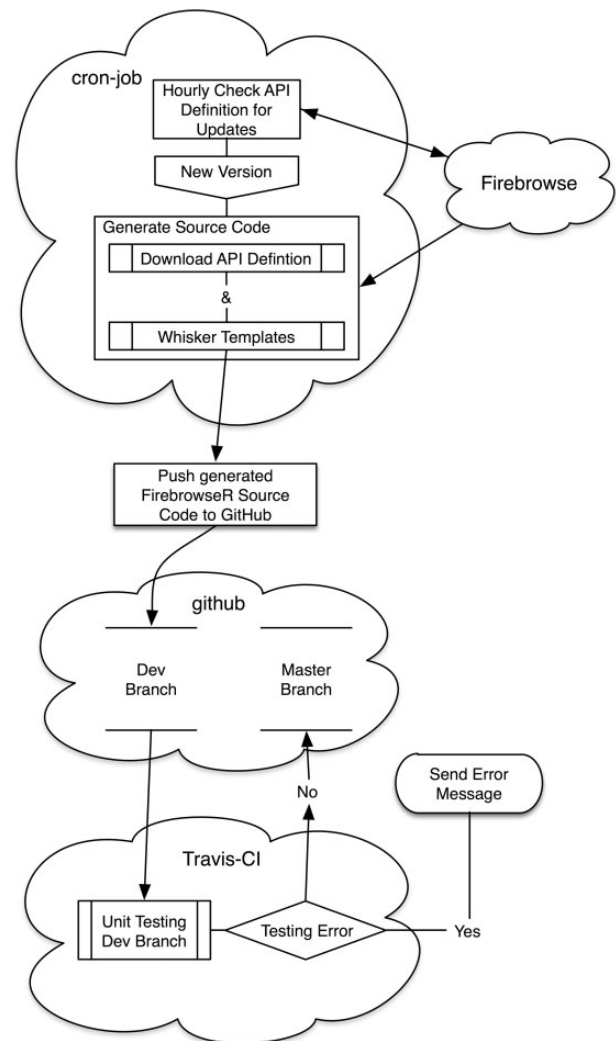 cron-job
Hourly Check API
Definition for
Updates
New Version
Firebrowse
Generate Source Code
Download API Defintion
&
Whisker Templates
Push generated
FirebrowseR Source
Code to GitHub
github
Dev
Branch
Master
Branch
No
Send Error
Message
Travis-CI
Unit Testing
Dev Branch
Testing Error
Yes